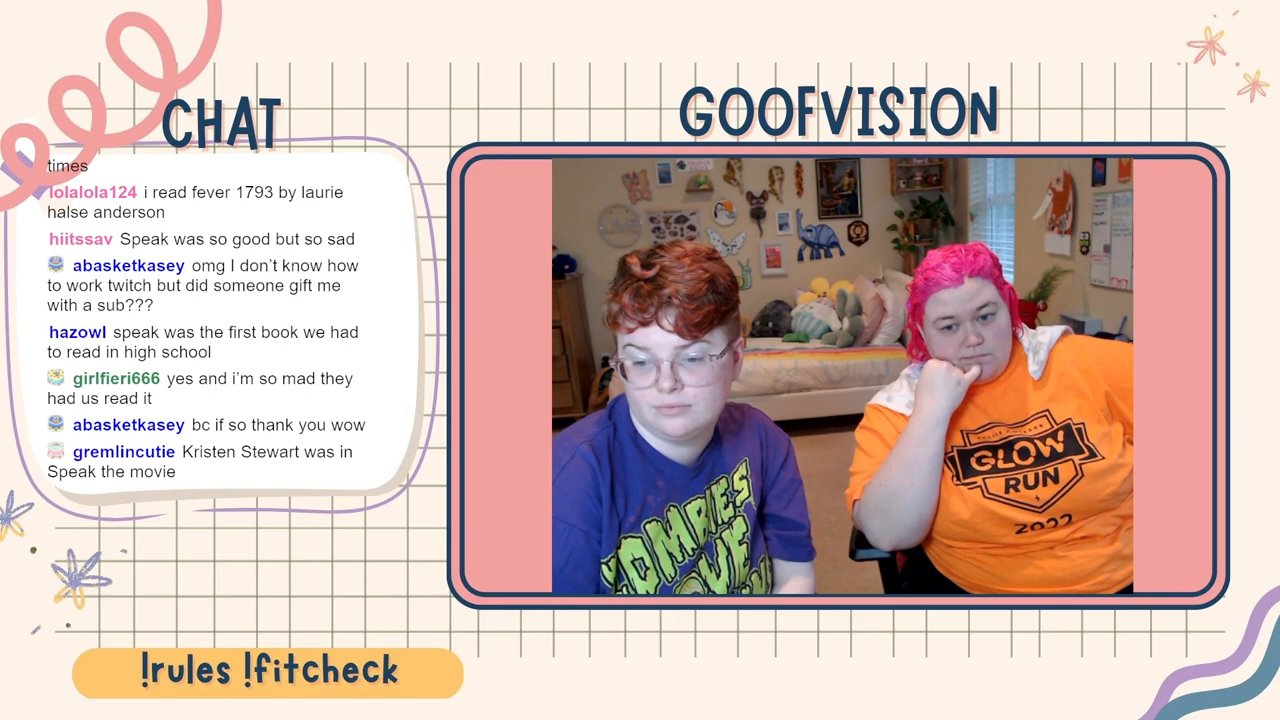 CHAT
times
lolalola124 i read fever 1793 by laurie
halse anderson
hiitssav Speak was so good but so sad
abasketkasey omg I don’t know how
to work twitch but did someone gift me
with a sub???
hazowl speak was the first book we had
to read in high school
girlfieri666 yes and i’m so mad they
had us read it
abasketkasey bc if so thank you wow
gremlincutie Kristen Stewart was in
Speak the movie
!rules !fitcheck
GOOFVISION
ZOMBIES
LOVE
GLOW
RUN
2022